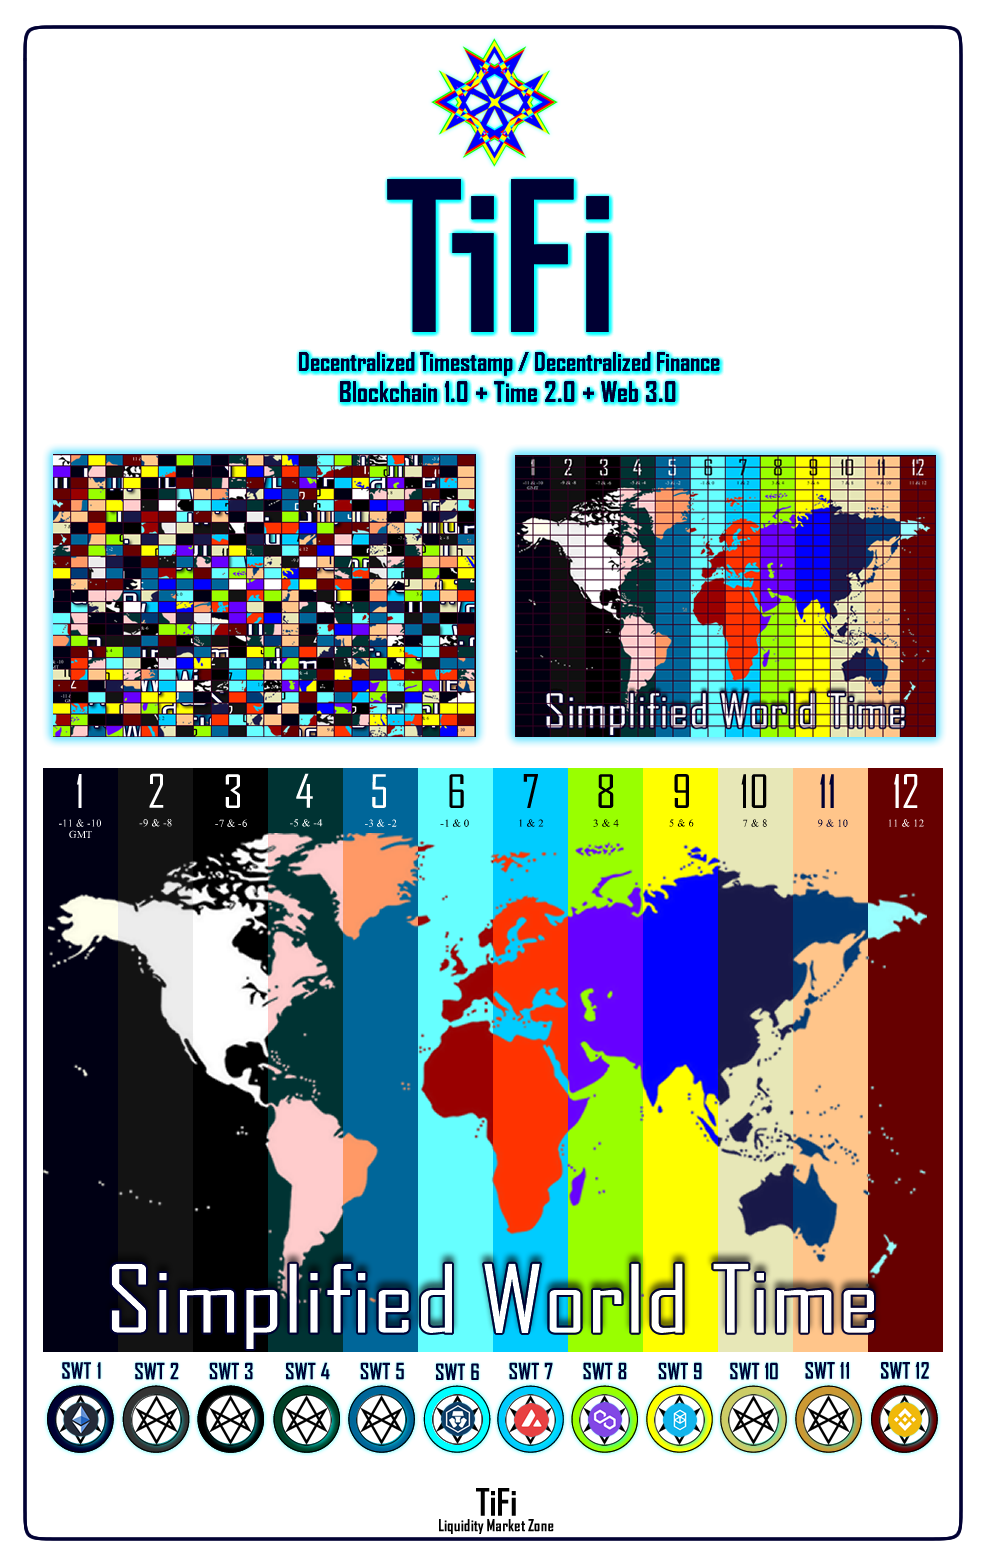 TiFi
Decentralized Timestamp / Decentralized Finance
Blockchain 1.0 + Time 2.0 + Web 3.0
1 2 3 4 5 6 7 8 9 10 11 12
Simplified World Time
1 2 3 4 5 6 7 8 9 10 11 12
-11 & -10 -9 & -8 -7 & -6 -5 & -4 -3 & -2 -1 & 0 1 & 2 3 & 4 5 & 6 7 & 8 9 & 10 11 & 12
GMT
Simplified World Time
SWT 1 SWT 2 SWT 3 SWT 4 SWT 5 SWT 6 SWT 7 SWT 8 SWT 9 SWT 10 SWT 11 SWT 12
TiFi
Liquidity Market Zone